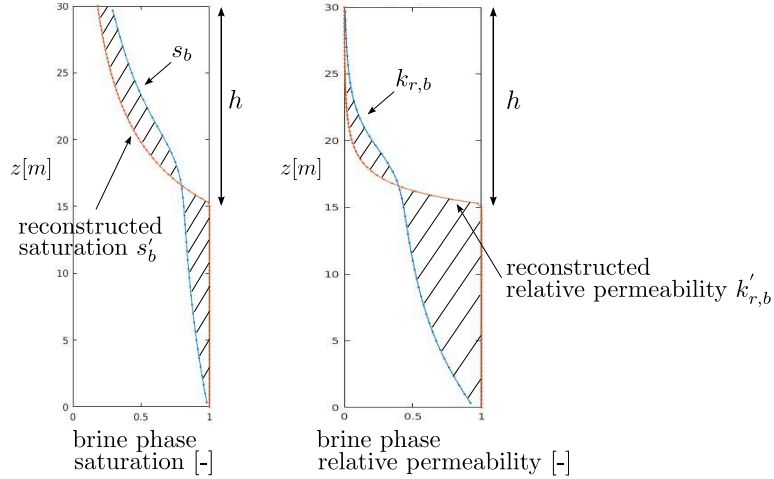 30
25
20
15
10
5
0
0
0.5
1
z[m]
s_b
h
reconstructed
saturation s'_b
brine phase
saturation [-]
30
25
20
15
10
5
0
0
0.5
1
z[m]
k_{r,b}
h
reconstructed
relative permeability k'_{r,b}
brine phase
relative permeability [-]